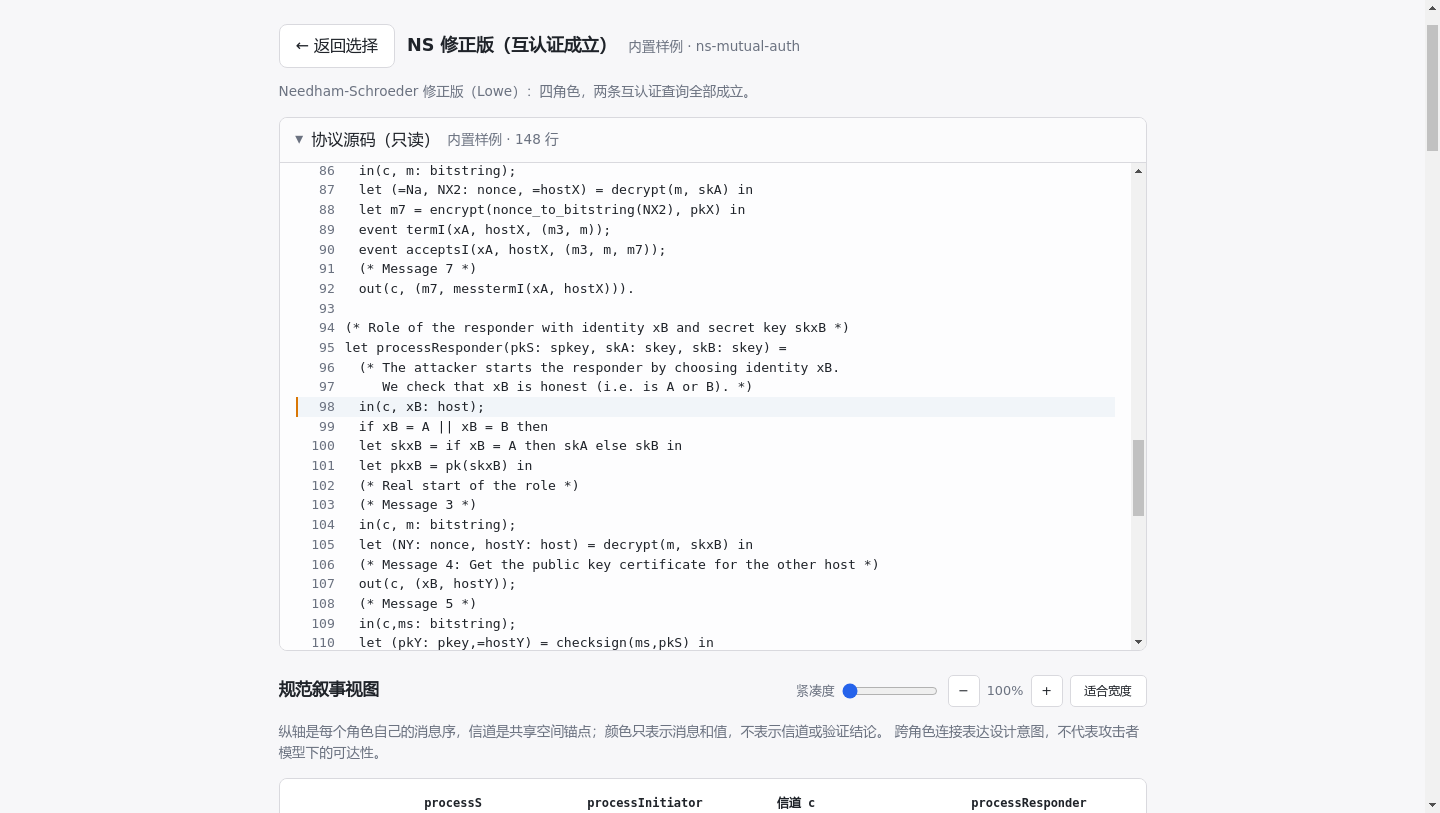 ← 返回选择
NS 修正版（互认证成立）
内置样例 · ns-mutual-auth
Needham-Schroeder 修正版（Lowe）：四角色，两条互认证查询全部成立。
▼ 协议源码（只读） 内置样例 · 148 行
86 in(c, m: bitstring);
87 let (=Na, NX2: nonce, =hostX) = decrypt(m, skA) in
88 let m7 = encrypt(nonce_to_bitstring(NX2), pkX) in
89 event termI(xA, hostX, (m3, m));
90 event acceptsI(xA, hostX, (m3, m, m7));
91 (* Message 7 *)
92 out(c, (m7, messtermI(xA, hostX))).
93
94 (* Role of the responder with identity xB and secret key skxB *)
95 let processResponder(pkS: spkey, skA: skey, skB: skey) =
96 (* The attacker starts the responder by choosing identity xB.
97 We check that xB is honest (i.e. is A or B). *)
98 in(c, xB: host);
99 if xB = A || xB = B then
100 let skxB = if xB = A then skA else skB in
101 let pkxB = pk(skxB) in
102 (* Real start of the role *)
103 (* Message 3 *)
104 in(c, m: bitstring);
105 let (NY: nonce, hostY: host) = decrypt(m, skxB) in
106 (* Message 4: Get the public key certificate for the other host *)
107 out(c, (xB, hostY));
108 (* Message 5 *)
109 in(c,ms: bitstring);
110 let (pkY: pkey,=hostY) = checksign(ms,pkS) in
规范叙事视图
紧凑度 − 100% + 适合宽度
纵轴是每个角色自己的消息序，信道是共享空间锚点；颜色只表示消息和值，不表示信道或验证结论。 跨角色连接表达设计意图，不代表攻击者
模型下的可达性。
processS processInitiator 信道 c processResponder